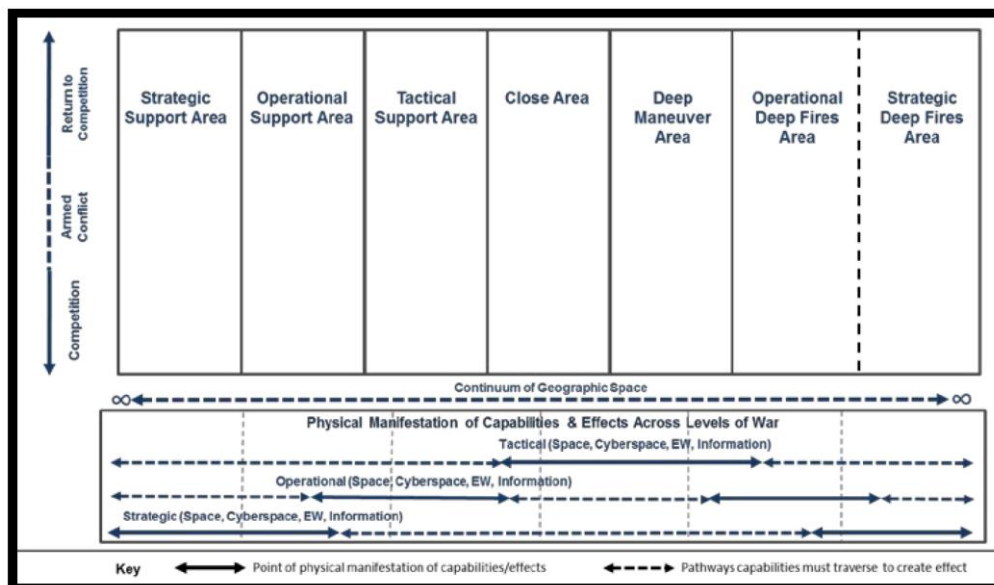 Return to
Competition
Armed
Conflict
Competition
Strategic
Support Area
Operational
Support Area
Tactical
Support Area
Close Area
Deep
Maneuver
Area
Operational
Deep Fires
Area
Strategic
Deep Fires
Area
Continuum of Geographic Space
∞ ∞
Physical Manifestation of Capabilities & Effects Across Levels of War
Tactical (Space, Cyberspace, EW, Information)
Operational (Space, Cyberspace, EW, Information)
Strategic (Space, Cyberspace, EW, Information)
Key Point of physical manifestation of capabilities/effects Pathways capabilities must traverse to create effect